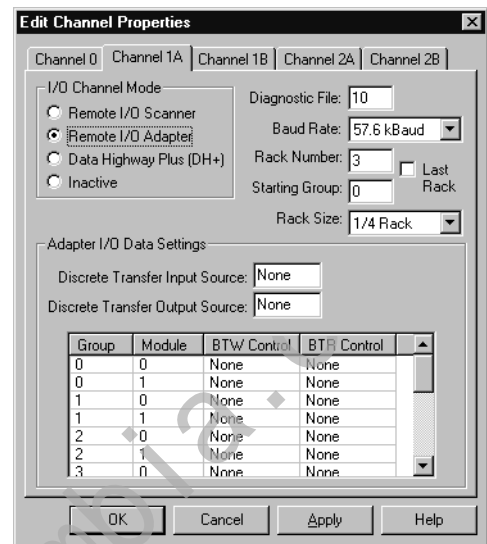 Edit Channel Properties
Channel 0 Channel 1A Channel 1B Channel 2A Channel 2B
I/O Channel Mode
Remote I/O Scanner
Remote I/O Adapter
Data Highway Plus (DH+)
Inactive
Diagnostic File: 10
Baud Rate: 57.6 kBaud
Rack Number: 3
Last Rack
Starting Group: 0
Rack Size: 1/4 Rack
Adapter I/O Data Settings
Discrete Transfer Input Source: None
Discrete Transfer Output Source: None
Group Module BTW Control BTR Control
0 0 None None
0 1 None None
1 0 None None
1 1 None None
2 0 None None
2 1 None None
3 0 None None
OK Cancel Apply Help